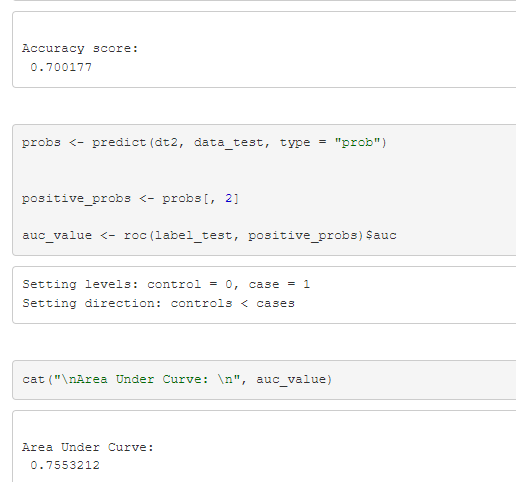 Accuracy score:
0.700177
probs <- predict(dt2, data_test, type = "prob")
positive_probs <- probs[, 2]
auc_value <- roc(label_test, positive_probs)$auc
Setting levels: control = 0, case = 1
Setting direction: controls < cases
cat("\nArea Under Curve: \n", auc_value)
Area Under Curve:
0.7553212